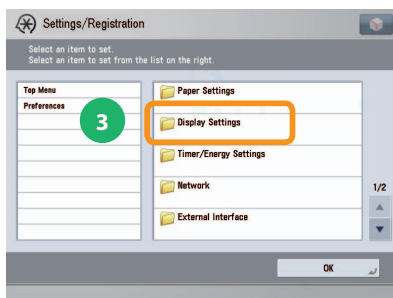 Settings/Registration
Select an item to set.
Select an item to set from the list on the right.
Top Menu
Preferences
3
Paper Settings
Display Settings
Timer/Energy Settings
Network
External Interface
1/2
OK